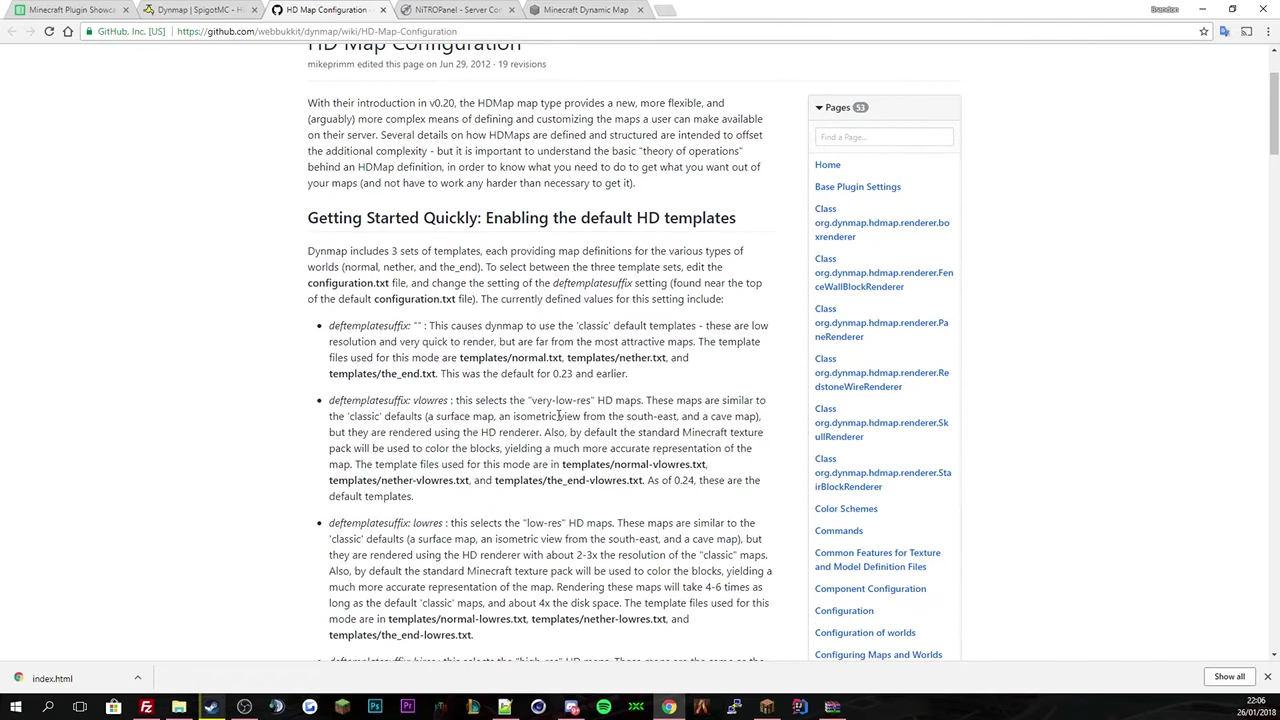 Minecraft Plugin Showca
Dynmap | SpigotMC - Hi
HD Map Configuration ·
NiTROPanel - Server Con
Minecraft Dynamic Map
Brandon
GitHub, Inc. [US]
https://github.com/webbukkit/dynmap/wiki/HD-Map-Configuration
HD Map Configuration
mikeprimm edited this page on Jun 29, 2012 · 19 revisions
With their introduction in v0.20, the HDMap map type provides a new, more flexible, and
(arguably) more complex means of defining and customizing the maps a user can make available
on their server. Several details on how HDMaps are defined and structured are intended to offset
the additional complexity - but it is important to understand the basic "theory of operations"
behind an HDMap definition, in order to know what you need to do to get what you want out of
your maps (and not have to work any harder than necessary to get it).
Getting Started Quickly: Enabling the default HD templates
Dynmap includes 3 sets of templates, each providing map definitions for the various types of
worlds (normal, nether, and the_end). To select between the three template sets, edit the
configuration.txt file, and change the setting of the deftemplatesuffix setting (found near the top
of the default configuration.txt file). The currently defined values for this setting include:
• deftemplatesuffix: "" : This causes dynmap to use the 'classic' default templates - these are low
resolution and very quick to render, but are far from the most attractive maps. The template
files used for this mode are templates/normal.txt, templates/nether.txt, and
templates/the_end.txt. This was the default for 0.23 and earlier.
• deftemplatesuffix: vlowres : this selects the "very-low-res" HD maps. These maps are similar to
the 'classic' defaults (a surface map, an isometric view from the south-east, and a cave map),
but they are rendered using the HD renderer. Also, by default the standard Minecraft texture
pack will be used to color the blocks, yielding a much more accurate representation of the
map. The template files used for this mode are in templates/normal-vlowres.txt,
templates/nether-vlowres.txt, and templates/the_end-vlowres.txt. As of 0.24, these are the
default templates.
• deftemplatesuffix: lowres : this selects the "low-res" HD maps. These maps are similar to the
'classic' defaults (a surface map, an isometric view from the south-east, and a cave map), but
they are rendered using the HD renderer with about 2-3x the resolution of the "classic" maps.
Also, by default the standard Minecraft texture pack will be used to color the blocks, yielding a
much more accurate representation of the map. Rendering these maps will take 4-6 times as
long as the default 'classic' maps, and about 4x the disk space. The template files used for this
mode are in templates/normal-lowres.txt, templates/nether-lowres.txt, and
templates/the_end-lowres.txt.
• deftemplatesuffix: hires : this selects the "high-res" HD maps. These maps are the same as the
Pages 53
Find a Page…
Home
Base Plugin Settings
Class
org.dynmap.hdmap.renderer.bo
xrenderer
Class
org.dynmap.hdmap.renderer.Fen
ceWallBlockRenderer
Class
org.dynmap.hdmap.renderer.Pa
neRenderer
Class
org.dynmap.hdmap.renderer.Re
dstoneWireRenderer
Class
org.dynmap.hdmap.renderer.Sk
ullRenderer
Class
org.dynmap.hdmap.renderer.Sta
irBlockRenderer
Color Schemes
Commands
Common Features for Texture
and Model Definition Files
Component Configuration
Configuration
Configuration of worlds
Configuring Maps and Worlds
index.html
Show all
22:06
26/01/2018